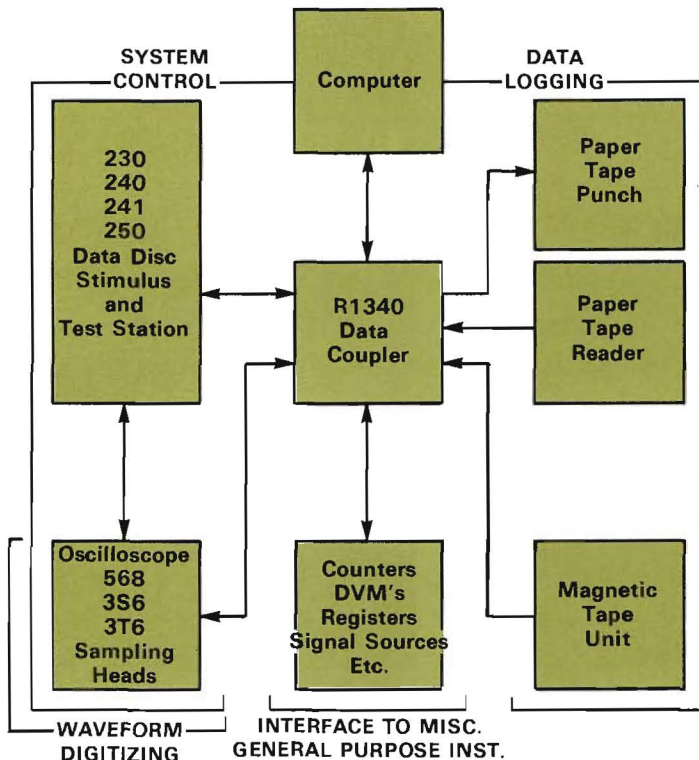 SYSTEM
CONTROL
Computer
DATA
LOGGING
230
240
241
250
Data Disc
Stimulus
and
Test Station
Paper
Tape
Punch
R1340
Data
Coupler
Paper
Tape
Reader
Oscilloscope
568
3S6
3T6
Sampling
Heads
Counters
DVM's
Registers
Signal Sources
Etc.
Magnetic
Tape
Unit
WAVEFORM
DIGITIZING
INTERFACE TO MISC.
GENERAL PURPOSE INST.